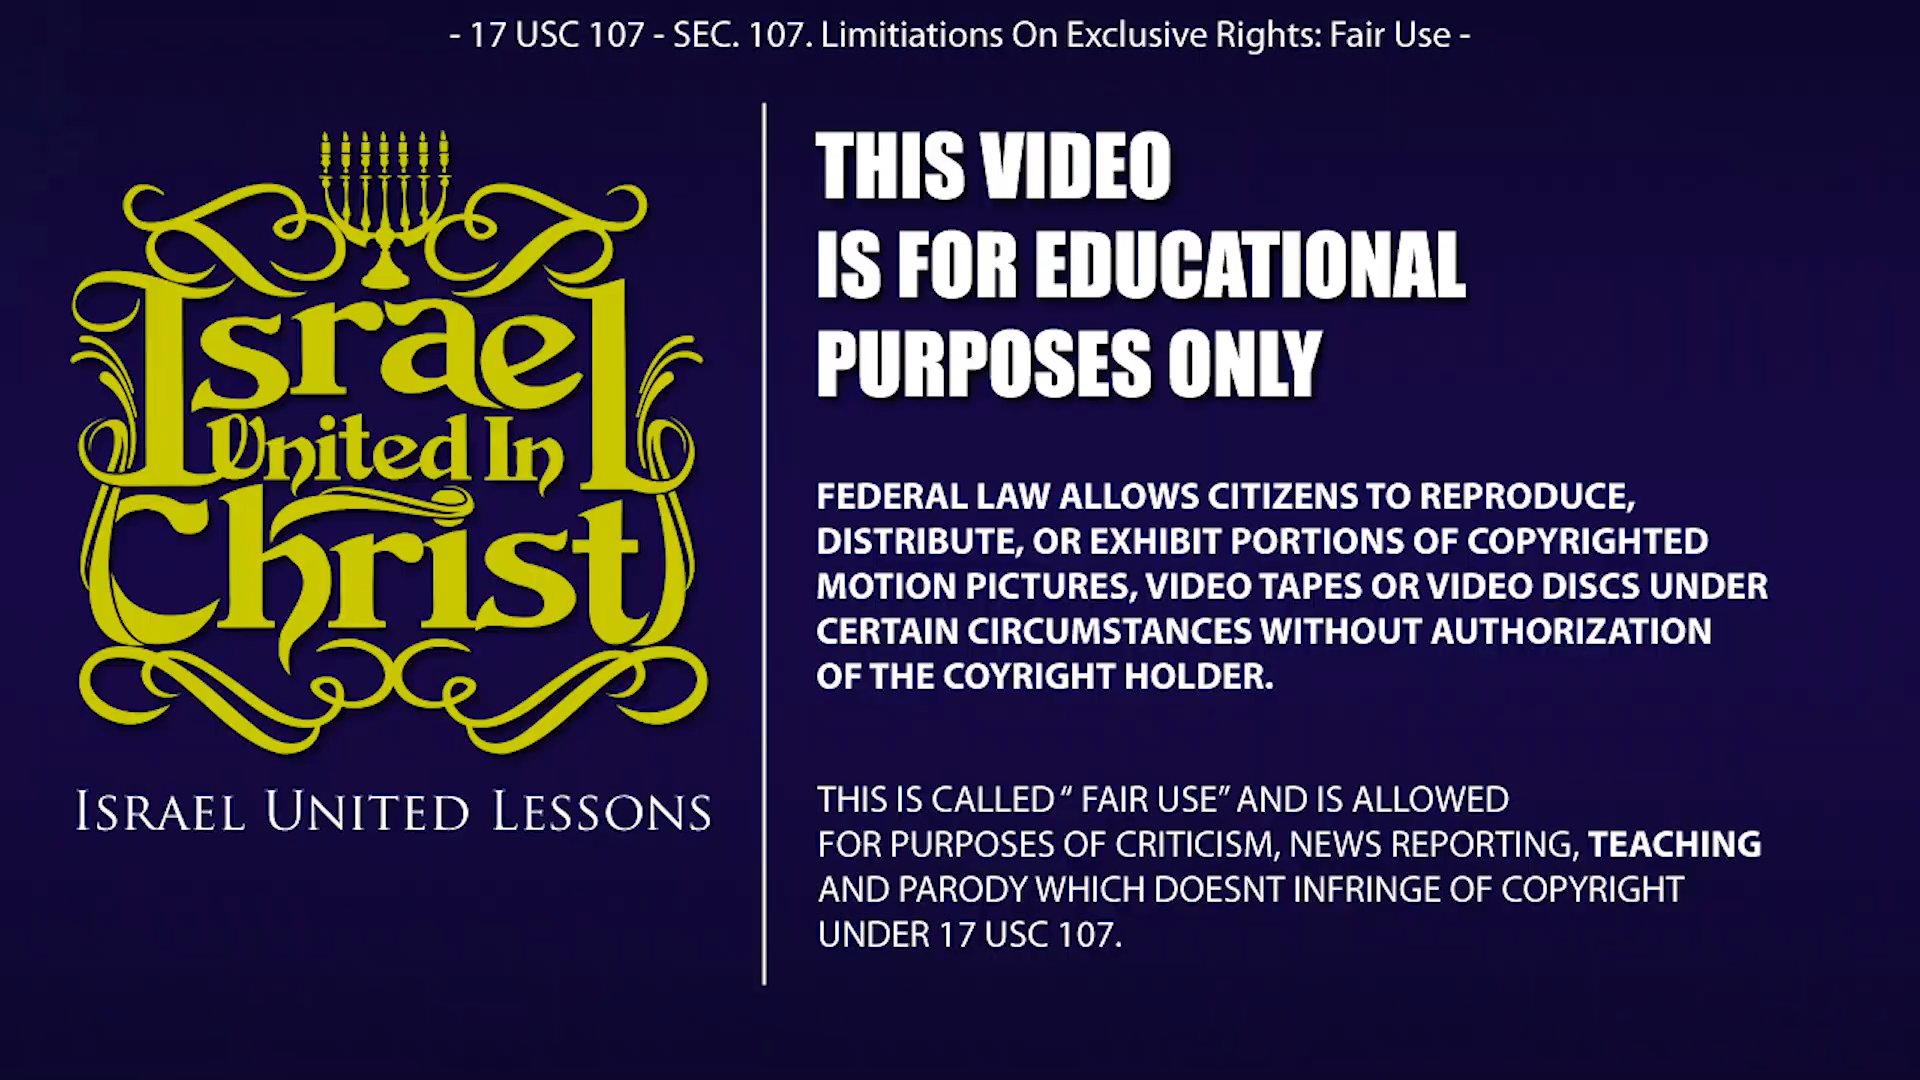 - 17 USC 107 - SEC. 107. Limitiations On Exclusive Rights: Fair Use -
Israel
United In
Christ
ISRAEL UNITED LESSONS
THIS VIDEO
IS FOR EDUCATIONAL
PURPOSES ONLY
FEDERAL LAW ALLOWS CITIZENS TO REPRODUCE,
DISTRIBUTE, OR EXHIBIT PORTIONS OF COPYRIGHTED
MOTION PICTURES, VIDEO TAPES OR VIDEO DISCS UNDER
CERTAIN CIRCUMSTANCES WITHOUT AUTHORIZATION
OF THE COYRIGHT HOLDER.
THIS IS CALLED “ FAIR USE” AND IS ALLOWED
FOR PURPOSES OF CRITICISM, NEWS REPORTING, TEACHING
AND PARODY WHICH DOESNT INFRINGE OF COPYRIGHT
UNDER 17 USC 107.